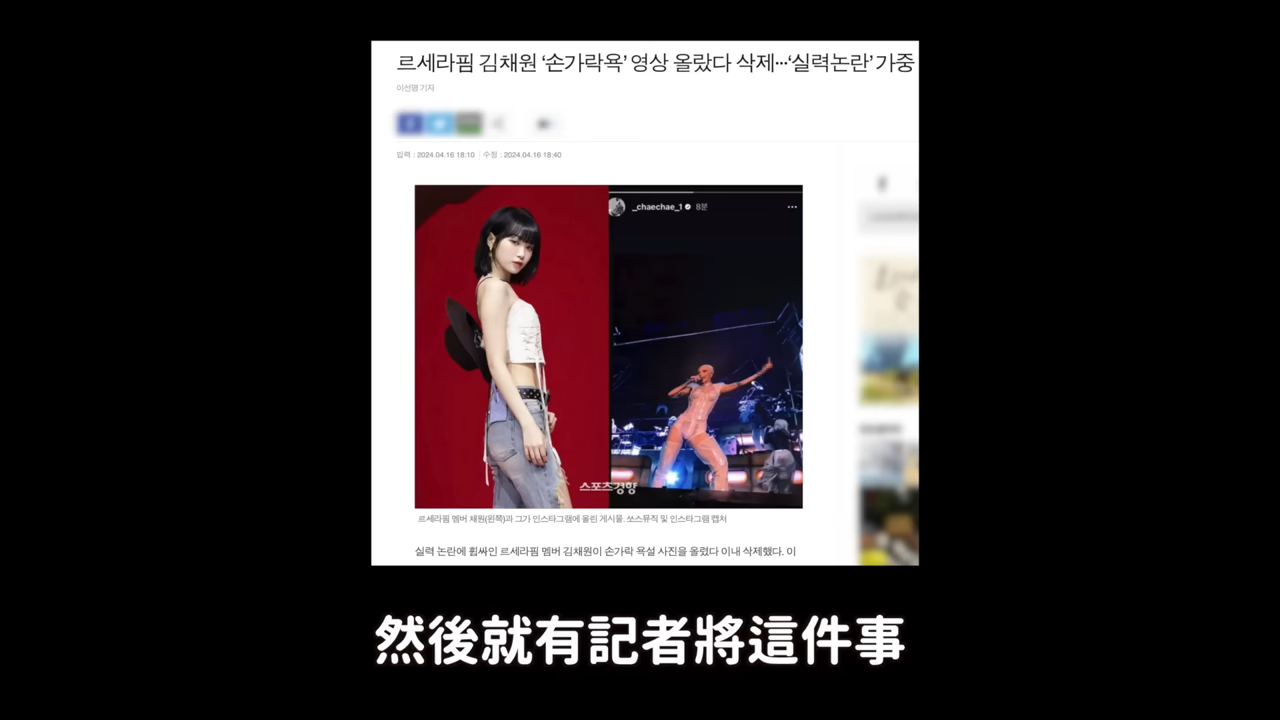 르세라핌 김채원 ‘손가락욕’ 영상 올랐다 삭제…‘실력논란’ 가중
이선명 기자
입력 : 2024.04.16 18:10 수정 : 2024.04.16 18:40
_chaechae_1 8분
스포츠경향
르세라핌 멤버 채원(왼쪽)과 그가 인스타그램에 올린 게시물. 쏘스뮤직 및 인스타그램 캡처
실력 논란에 휩싸인 르세라핌 멤버 김채원이 손가락 욕설 사진을 올렸다 이내 삭제했다. 이
然後就有記者將這件事